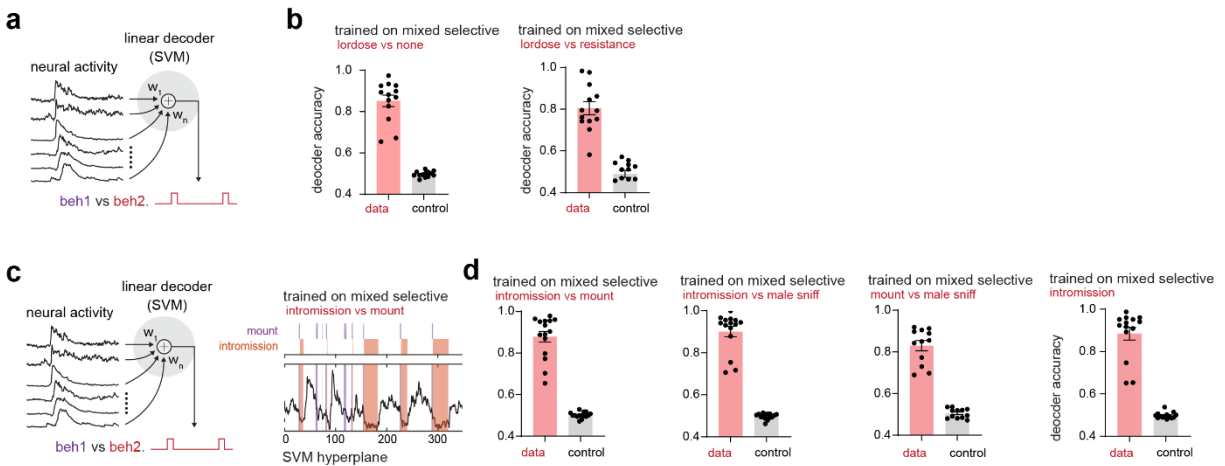 a
linear decoder
(SVM)
neural activity
w1
wn
beh1 vs beh2.
b
trained on mixed selective
lordose vs none
1.0
0.8
0.6
0.4
deocder accuracy
data
control
trained on mixed selective
lordose vs resistance
1.0
0.8
0.6
0.4
deocder accuracy
data
control
c
linear decoder
(SVM)
neural activity
w1
wn
beh1 vs beh2.
trained on mixed selective
intromission vs mount
mount
intromission
0
100
200
300
SVM hyperplane
d
trained on mixed selective
intromission vs mount
1.0
0.8
0.6
0.4
data
control
trained on mixed selective
intromission vs male sniff
1.0
0.8
0.6
0.4
data
control
trained on mixed selective
mount vs male sniff
1.0
0.8
0.6
0.4
data
control
trained on mixed selective
intromission
1.0
0.8
0.6
0.4
deocder accuracy
data
control